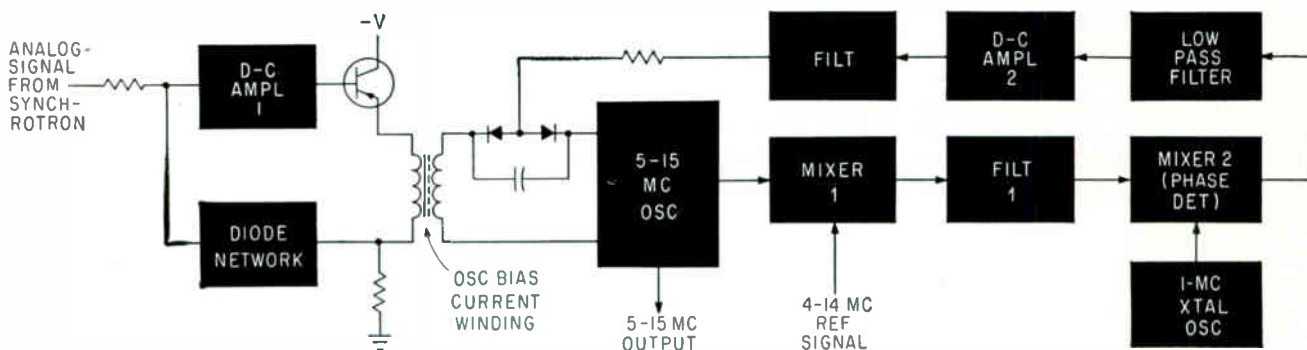 ANALOG-
SIGNAL
FROM
SYNCH-
ROTRON
D-C
AMPL
1
-V
DIODE
NETWORK
OSC BIAS
CURRENT
WINDING
5-15
MC
OSC
5-15 MC
OUTPUT
FILT
D-C
AMPL
2
LOW
PASS
FILTER
MIXER
1
4-14 MC
REF
SIGNAL
FILT
1
MIXER 2
(PHASE
DET)
1-MC
XTAL
OSC